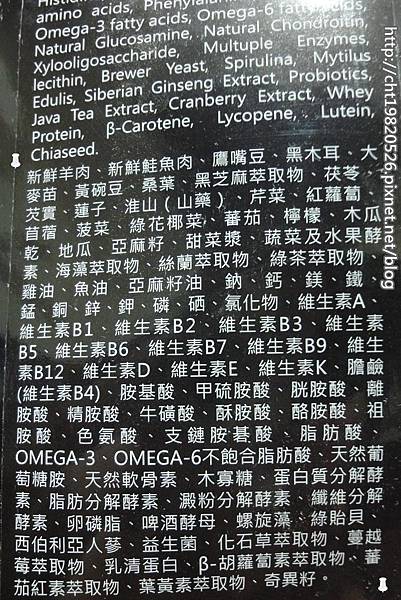 amino acids, Phenylalan
Omega-3 fatty acids, Omega-6 fatty acids,
Natural Glucosamine, Natural Chondroitin,
Xylooligosaccharide, Multuple Enzymes,
lecithin, Brewer Yeast, Spirulina, Mytilus
Edulis, Siberian Ginseng Extract, Probiotics,
Java Tea Extract, Cranberry Extract, Whey
Protein, β-Carotene, Lycopene, Lutein,
Chiaseed.
新鮮羊肉、新鮮鮭魚肉、鷹嘴豆、黑木耳、大
麥苗、黃碗豆、桑葉、黑芝麻萃取物、茯苓、
芡實、蓮子、淮山(山藥)、芹菜、紅蘿蔔、
苜蓿、菠菜、綠花椰菜、蕃茄、檸檬、木瓜
乾、地瓜、亞麻籽、甜菜漿、蔬菜及水果酵
素、海藻萃取物、絲蘭萃取物、綠茶萃取物、
雞油、魚油、亞麻籽油、鈉、鈣、鎂、鐵、
錳、銅、鋅、鉀、磷、硒、氯化物、維生素A、
維生素B1、維生素B2、維生素B3、維生素
B5、維生素B6、維生素B7、維生素B9、維生
素B12、維生素D、維生素E、維生素K、膽鹼
(維生素B4)、胺基酸、甲硫胺酸、胱胺酸、離
胺酸、精胺酸、牛磺酸、酥胺酸、酪胺酸、祖
胺酸、色氨酸、支鏈胺基酸、脂肪酸、
OMEGA-3、OMEGA-6不飽合脂肪酸、天然葡
萄糖胺、天然軟骨素、木寡糖、蛋白質分解酵
素、脂肪分解酵素、澱粉分解酵素、纖維分解
酵素、卵磷脂、啤酒酵母、螺旋藻、綠貽貝、
西伯利亞人蔘、益生菌、化石草萃取物、蔓越
莓萃取物、乳清蛋白、β-胡蘿蔔素萃取物、蕃
茄紅素萃取物、葉黃素萃取物、奇異籽。
http://cht19820526.pixnet.net/blog